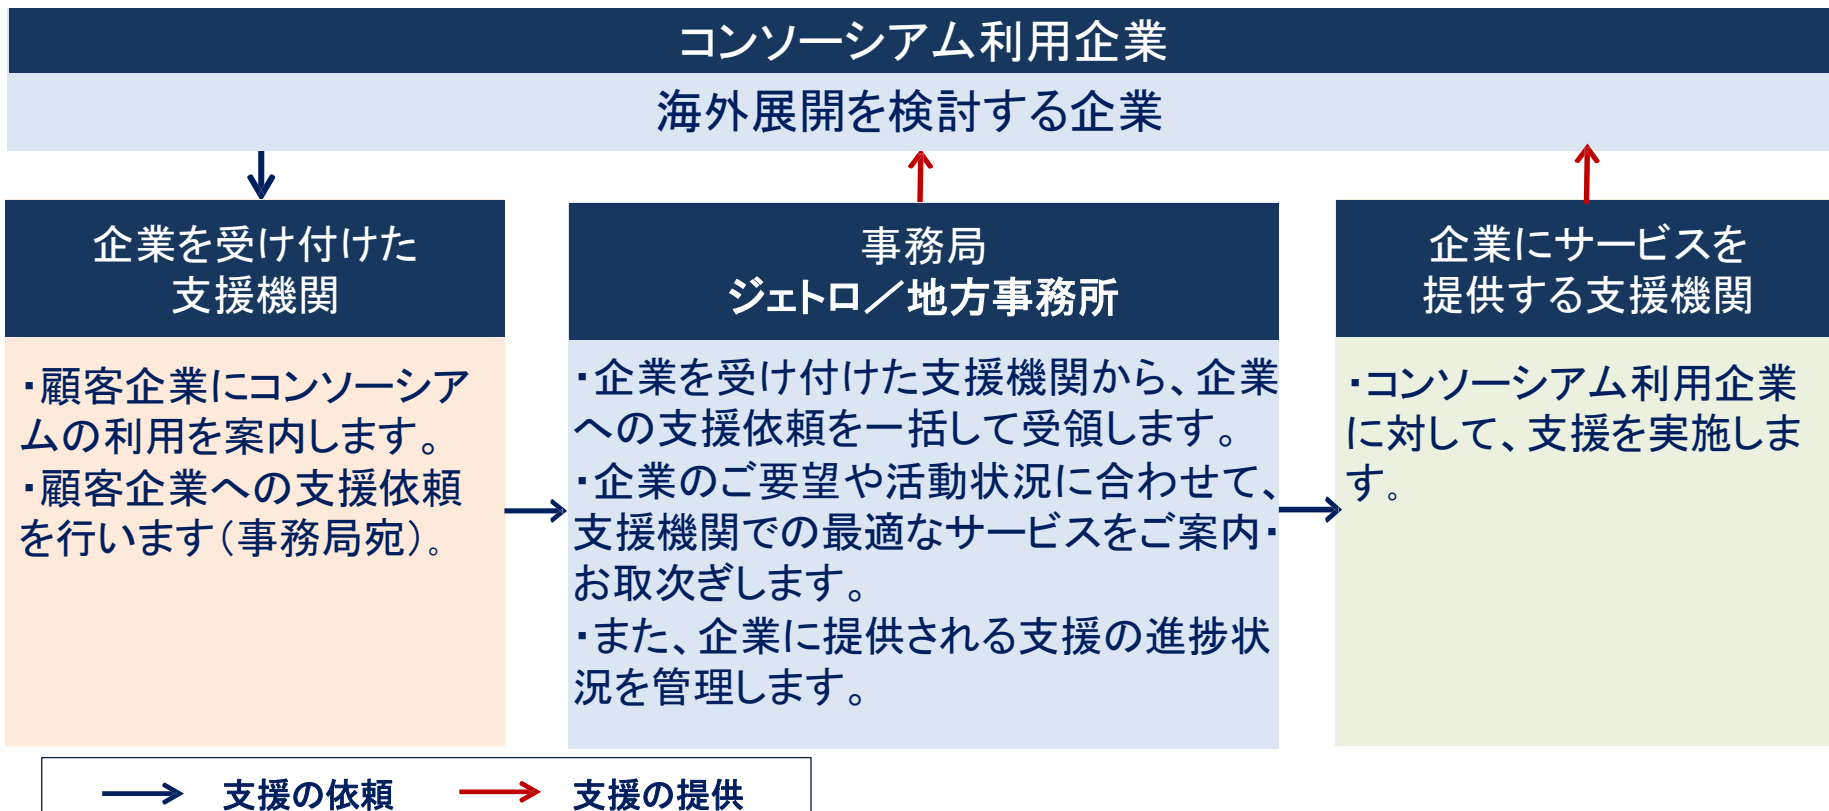 コンソーシアム利用企業
海外展開を検討する企業
企業を受け付けた
支援機関
・顧客企業にコンソーシア
ムの利用を案内します。
・顧客企業への支援依頼
を行います（事務局宛）。
事務局
ジェトロ／地方事務所
・企業を受け付けた支援機関から、企業
への支援依頼を一括して受領します。
・企業のご要望や活動状況に合わせて、
支援機関での最適なサービスをご案内・
お取次ぎします。
・また、企業に提供される支援の進捗状
況を管理します。
企業にサービスを
提供する支援機関
・コンソーシアム利用企業
に対して、支援を実施しま
す。
支援の依頼
支援の提供